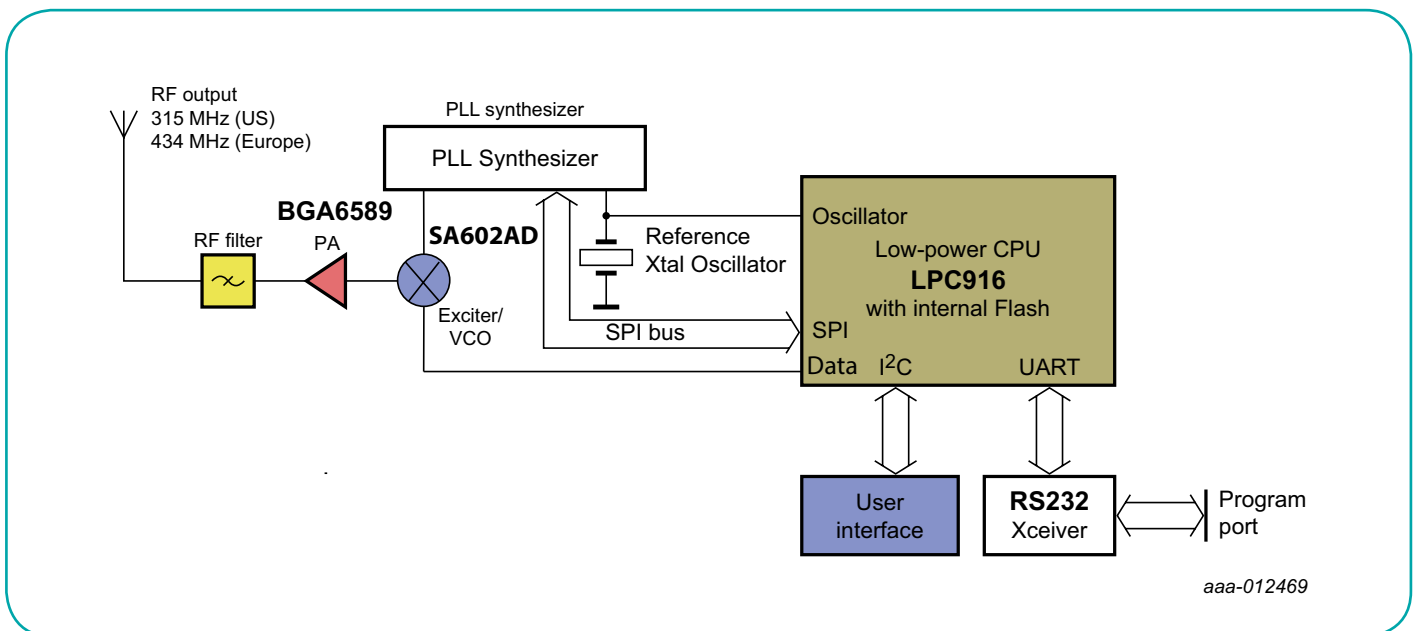 RF output
315 MHz (US)
434 MHz (Europe)
PLL synthesizer
PLL Synthesizer
BGA6589
PA
RF filter
SA602AD
Exciter/
VCO
Reference
Xtal Oscillator
SPI bus
Oscillator
Low-power CPU
LPC916
with internal Flash
SPI
Data
I²C
UART
User
interface
RS232
Xceiver
Program
port
aaa-012469